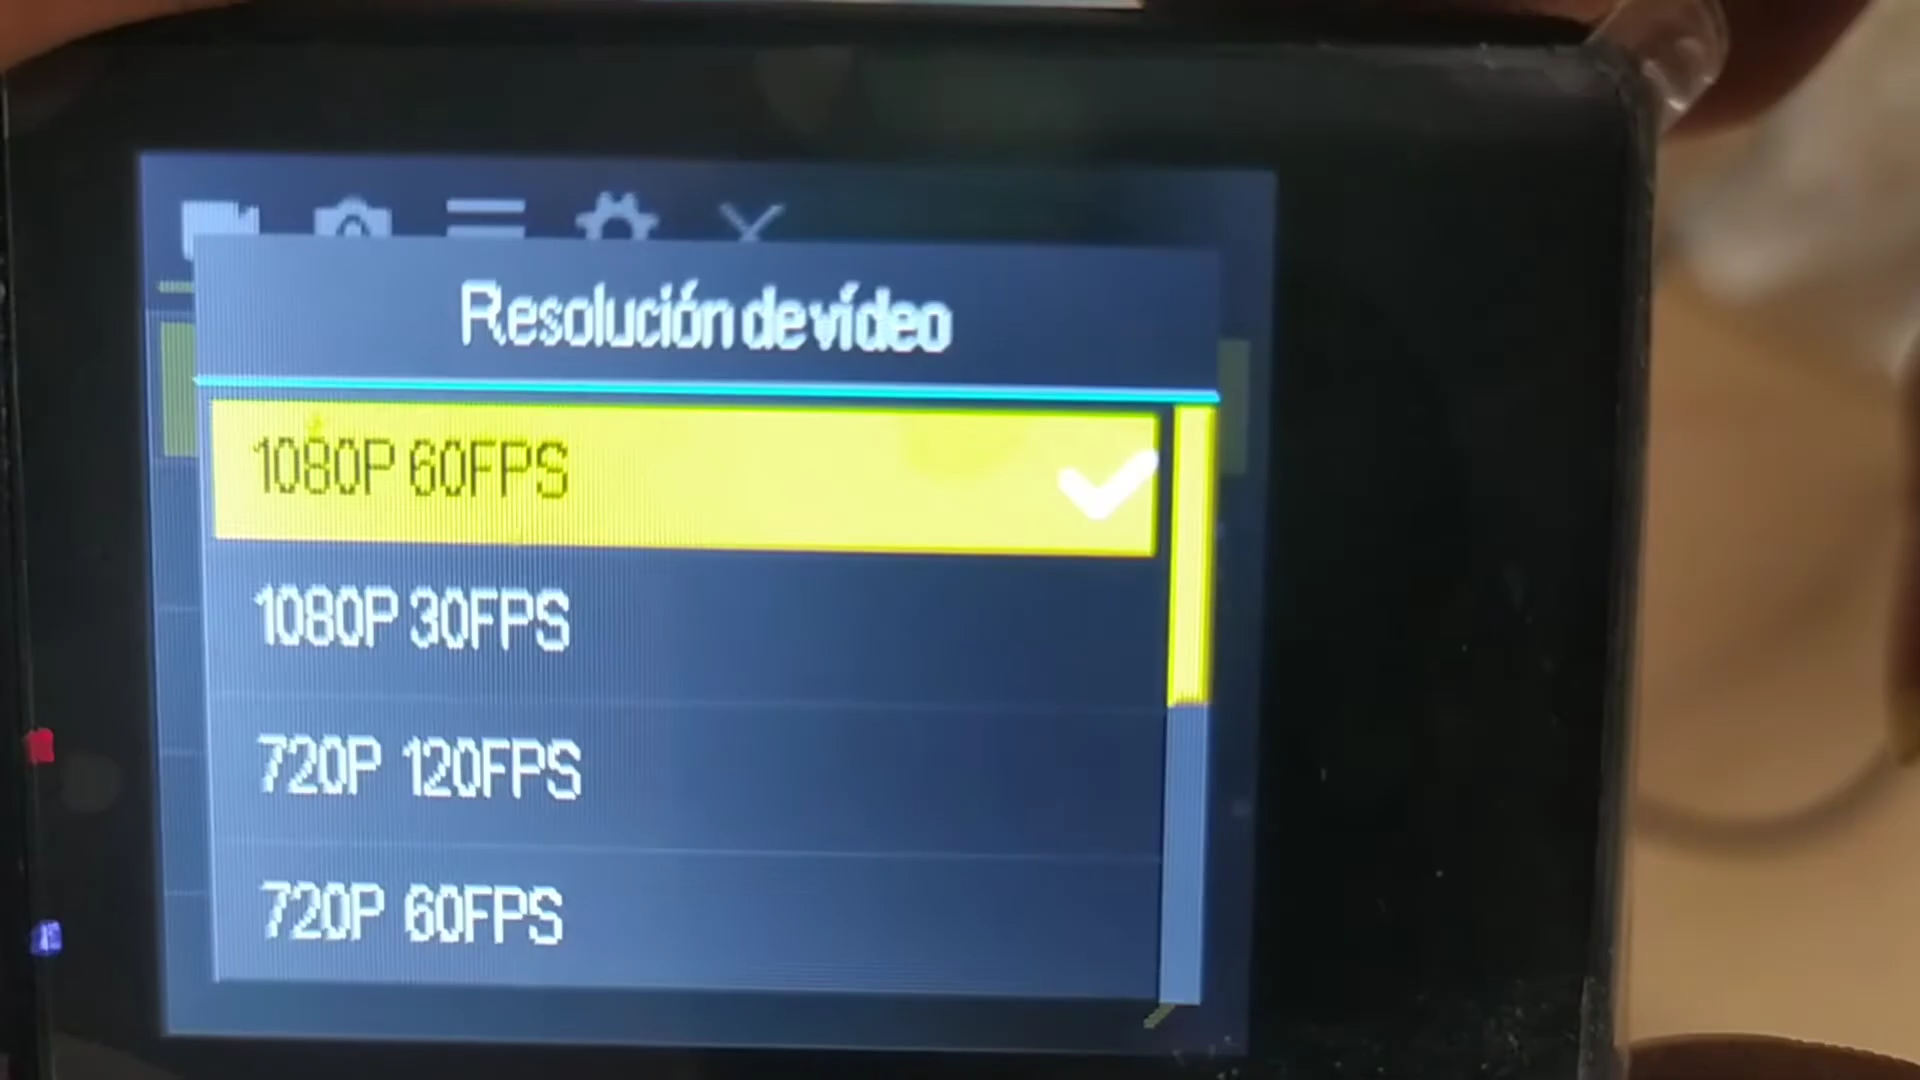 Resolución de vídeo
1080P 60FPS
1080P 30FPS
720P 120FPS
720P 60FPS